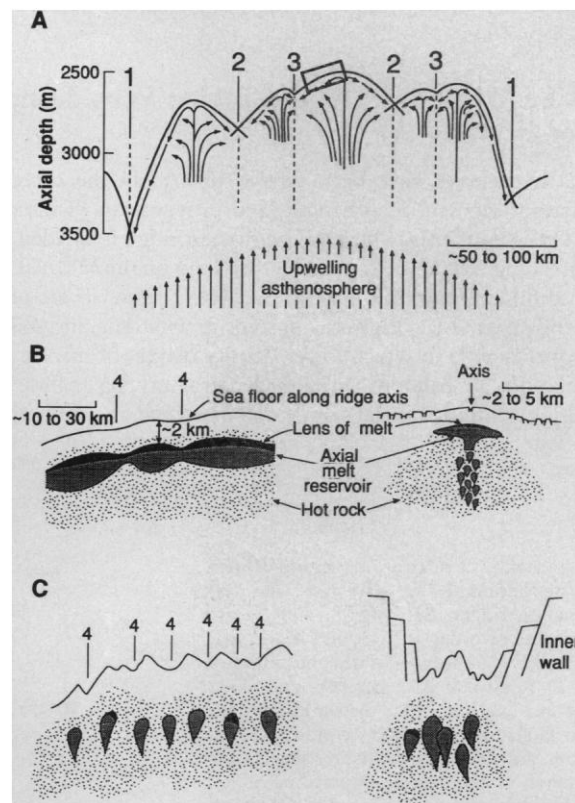 A
Axial depth (m)
2500
3000
3500
1
2
3
2
3
1
~50 to 100 km
Upwelling
asthenosphere
B
4
4
~10 to 30 km
Sea floor along ridge axis
~2 km
Lens of melt
Axial
melt
reservoir
Hot rock
Axis
~2 to 5 km
C
4
4
4
4
4
4
Inner
wall